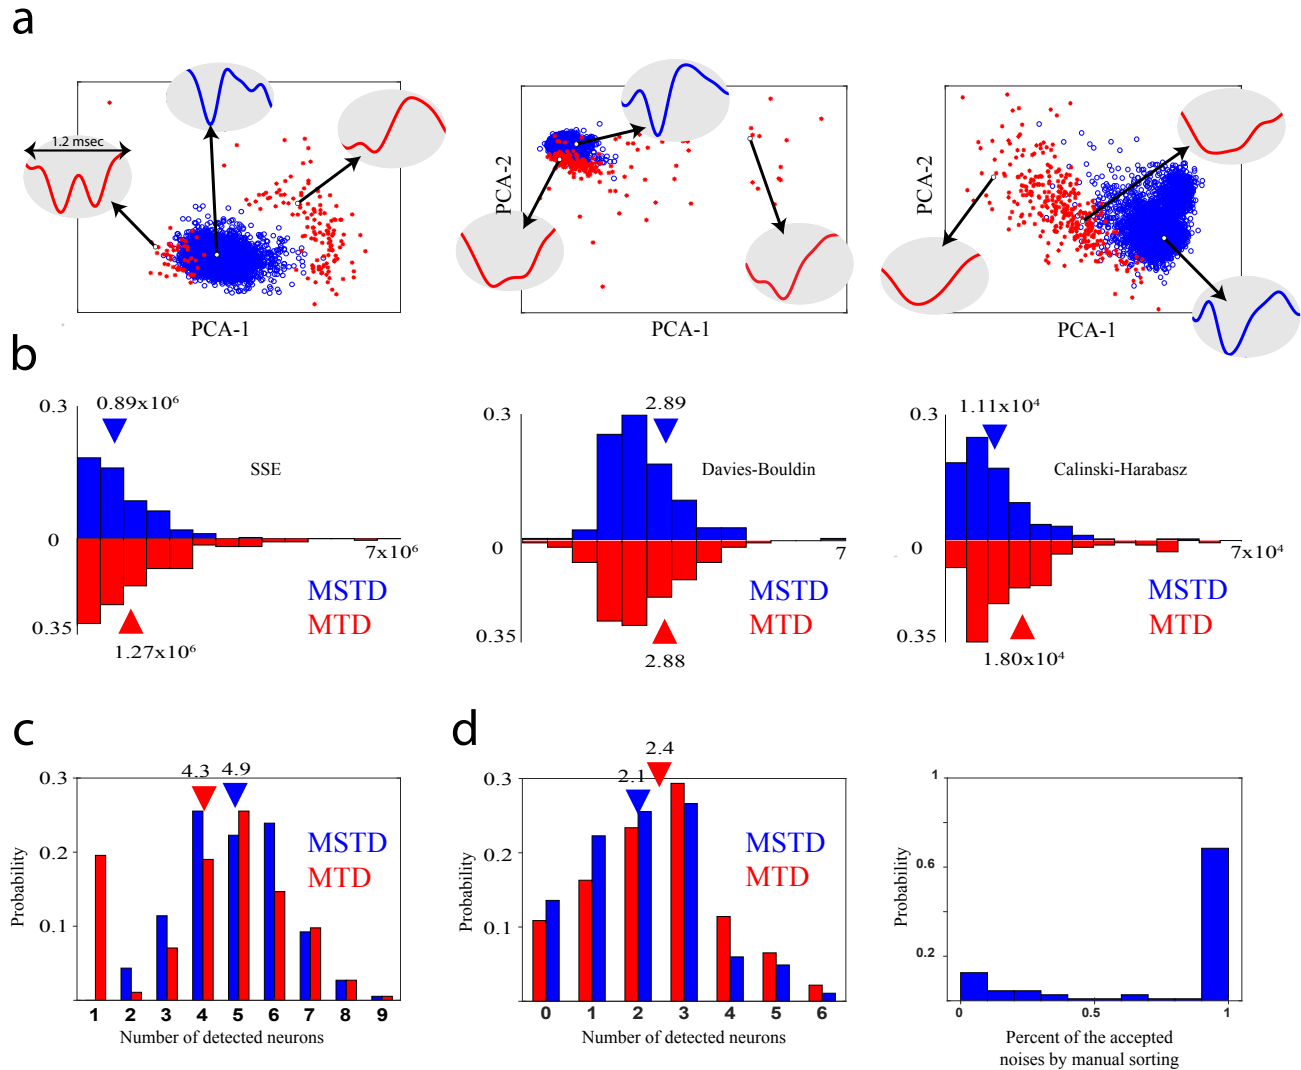 a
1.2 msec
PCA-1
PCA-2
PCA-1
PCA-2
PCA-1
b
0.3
0.89x10⁶
SSE
0
7x10⁶
MSTD
MTD
0.35
1.27x10⁶
0.3
2.89
Davies-Bouldin
0
7
MSTD
MTD
0.35
2.88
0.3
1.11x10⁴
Calinski-Harabasz
0
7x10⁴
MSTD
MTD
0.35
1.80x10⁴
c
4.3 4.9
0.3
0.2
0.1
Probability
MSTD
MTD
1 2 3 4 5 6 7 8 9
Number of detected neurons
d
2.4
2.1
0.3
0.2
0.1
Probability
MSTD
MTD
0 1 2 3 4 5 6
Number of detected neurons
1
0.6
0.2
Probability
0 0.5 1
Percent of the accepted
noises by manual sorting